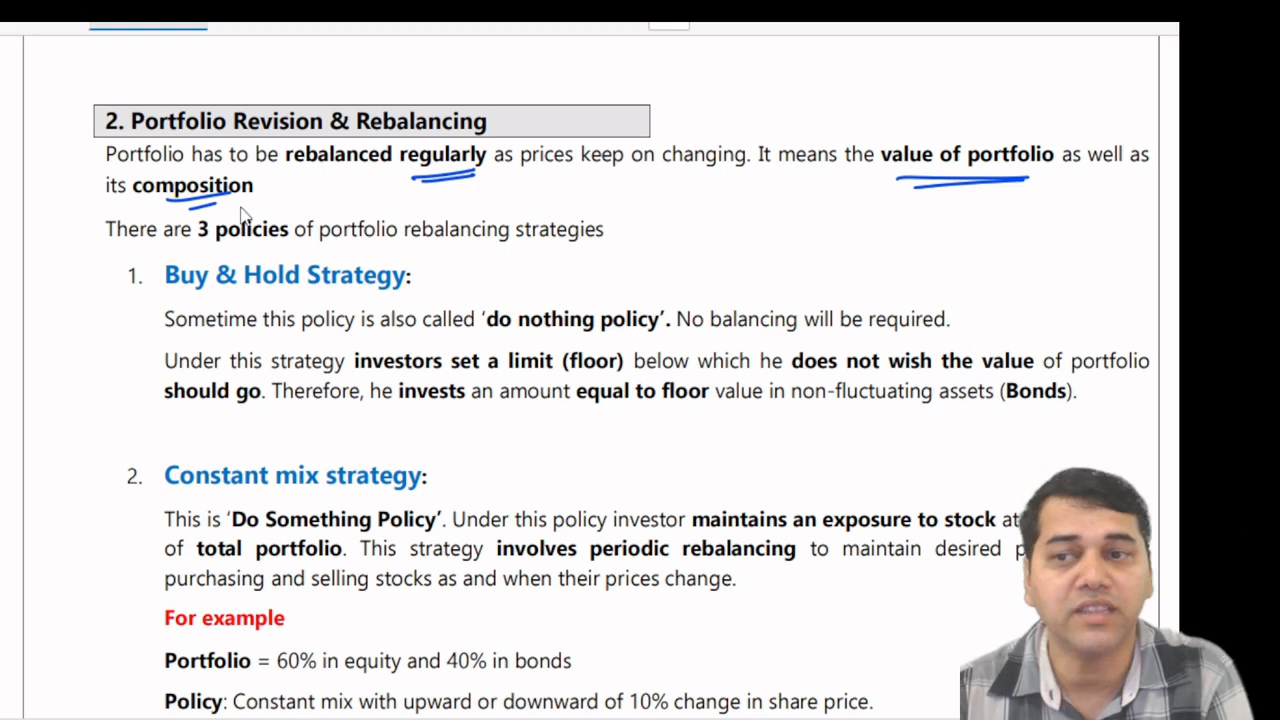 2. Portfolio Revision & Rebalancing
Portfolio has to be rebalanced regularly as prices keep on changing. It means the value of portfolio as well as
its composition
There are 3 policies of portfolio rebalancing strategies
1. Buy & Hold Strategy:
Sometime this policy is also called ‘do nothing policy’. No balancing will be required.
Under this strategy investors set a limit (floor) below which he does not wish the value of portfolio
should go. Therefore, he invests an amount equal to floor value in non-fluctuating assets (Bonds).
2. Constant mix strategy:
This is ‘Do Something Policy’. Under this policy investor maintains an exposure to stock at
of total portfolio. This strategy involves periodic rebalancing to maintain desired
purchasing and selling stocks as and when their prices change.
For example
Portfolio = 60% in equity and 40% in bonds
Policy: Constant mix with upward or downward of 10% change in share price.